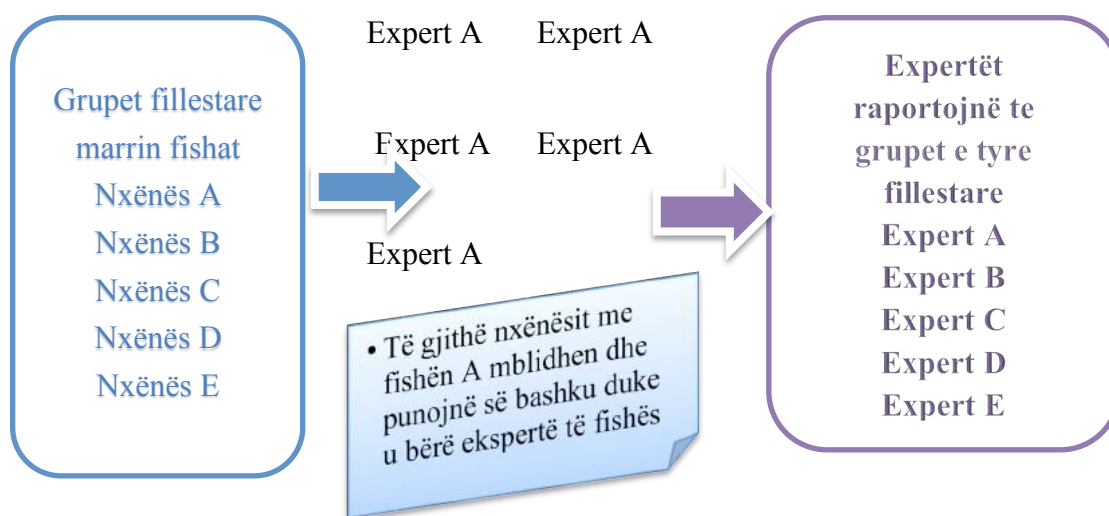 Grupet fillestare
marrin fishat
Nxënës A
Nxënës B
Nxënës C
Nxënës D
Nxënës E
Expert A Expert A
Expert A Expert A
Expert A
• Të gjithë nxënësit me
fishën A mblidhen dhe
punojnë së bashku duke
u bërë ekspertë të fishës
Expertët
raportojnë te
grupet e tyre
fillestare
Expert A
Expert B
Expert C
Expert D
Expert E